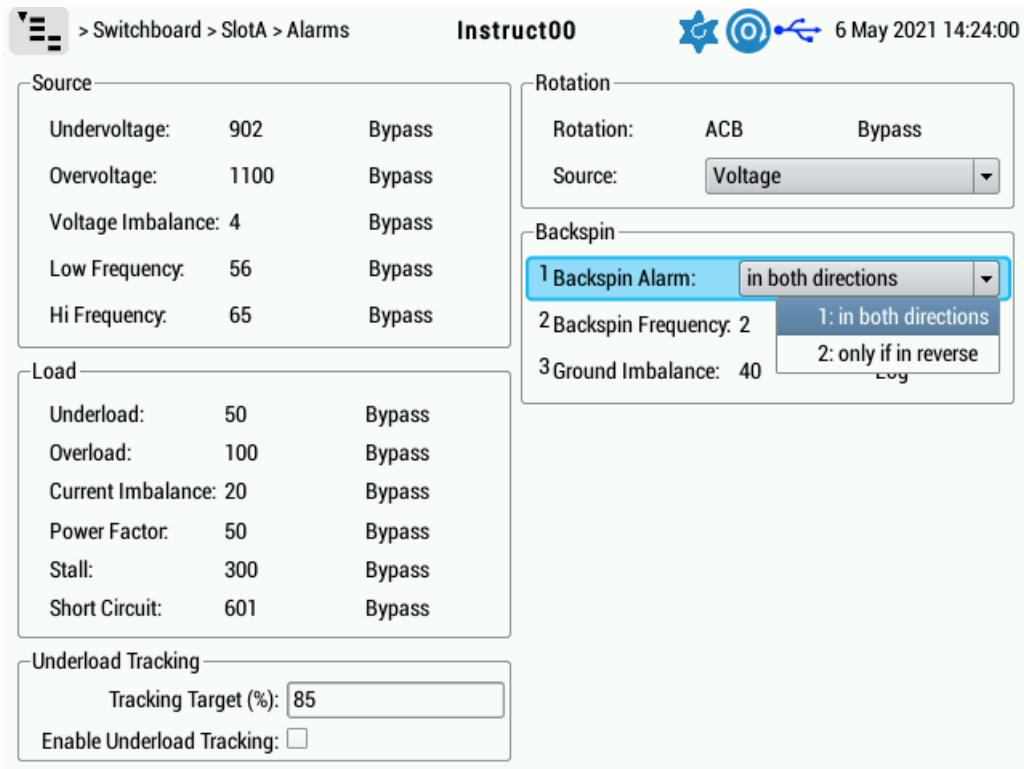 > Switchboard > SlotA > Alarms
Instruct00
6 May 2021 14:24:00
Source
Undervoltage: 902 Bypass
Overvoltage: 1100 Bypass
Voltage Imbalance: 4 Bypass
Low Frequency: 56 Bypass
Hi Frequency: 65 Bypass
Load
Underload: 50 Bypass
Overload: 100 Bypass
Current Imbalance: 20 Bypass
Power Factor: 50 Bypass
Stall: 300 Bypass
Short Circuit: 601 Bypass
Underload Tracking
Tracking Target (%): 85
Enable Underload Tracking:
Rotation
Rotation: ACB Bypass
Source: Voltage
Backspin
1 Backspin Alarm: in both directions
1: in both directions
2: only if in reverse
2 Backspin Frequency: 2
3 Ground Imbalance: 40